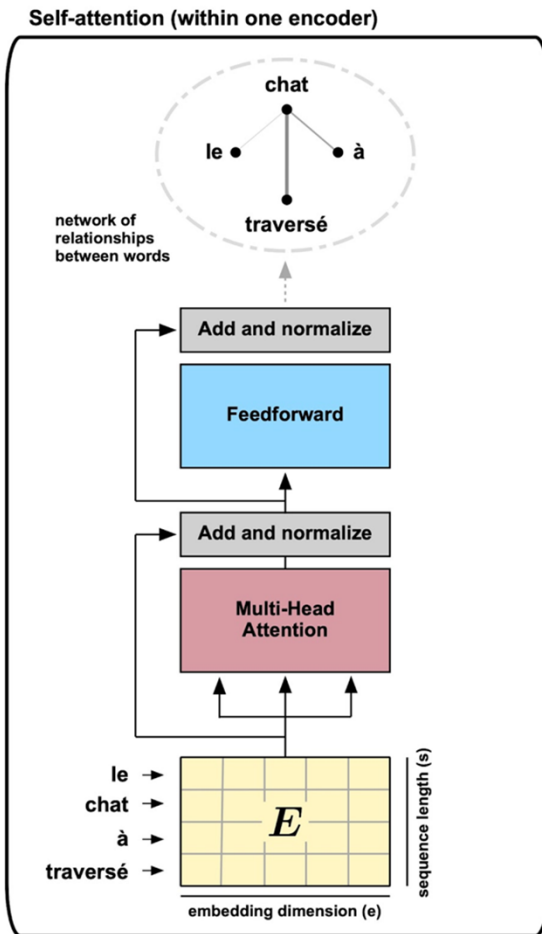 Self-attention (within one encoder)
chat
le
à
traversé
network of
relationships
between words
Add and normalize
Feedforward
Add and normalize
Multi-Head
Attention
le
chat
à
traversé
E
sequence length (s)
embedding dimension (e)